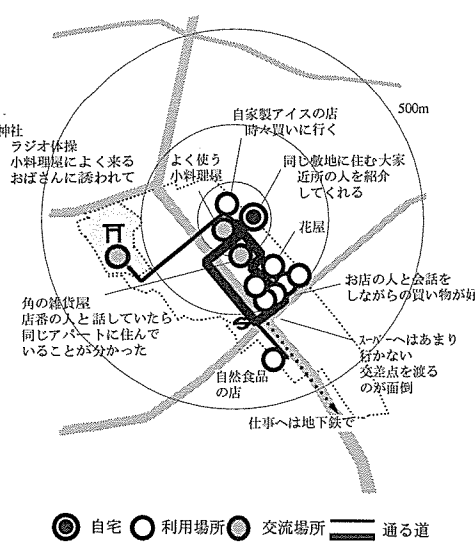 500m
自家製アイスの店
時々買いに行く
神社
ラジオ体操
小料理屋によく来る
おばさんに誘われて
よく使う
小料理屋
同じ敷地に住む大家
近所の人を紹介
してくれる
花屋
お店の人と会話を
しながらの買い物が好
角の雑貨屋
店番の人と話していたら
同じアパートに住んで
いることが分かった
スーパーへはあまり
行かない
交差点を渡る
のが面倒
自然食品
の店
仕事へは地下鉄で
自宅 利用場所 交流場所 通る道